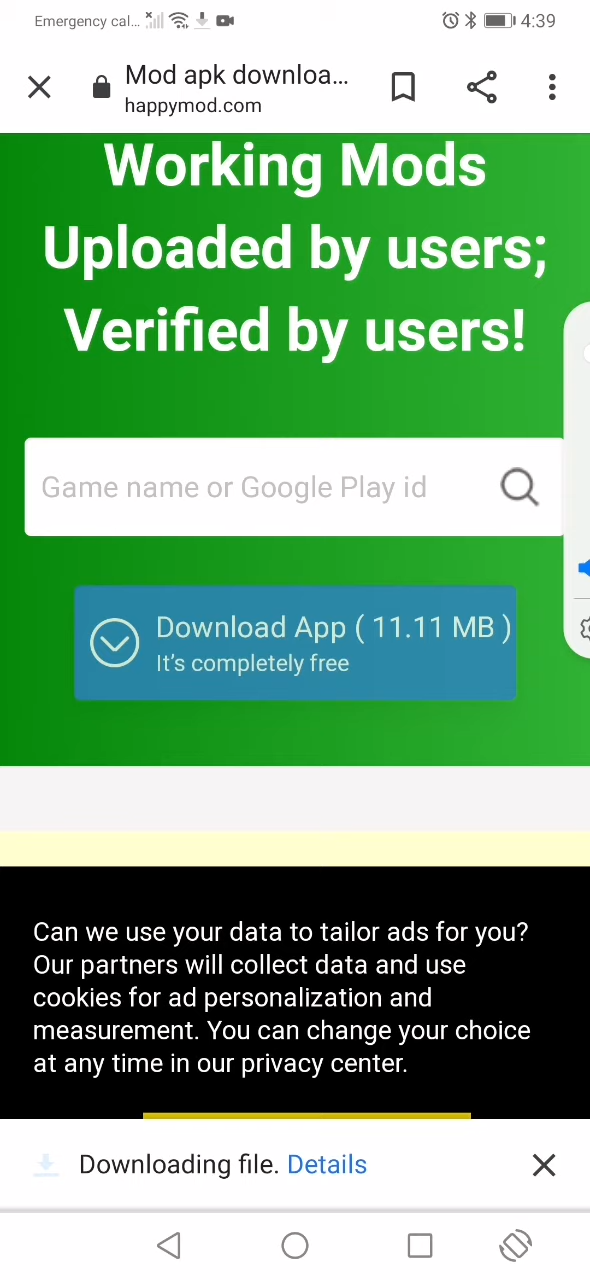 Emergency cal... 4:39
Mod apk downloa...
happymod.com
Working Mods
Uploaded by users;
Verified by users!
Game name or Google Play id
Download App ( 11.11 MB )
It's completely free
Can we use your data to tailor ads for you?
Our partners will collect data and use
cookies for ad personalization and
measurement. You can change your choice
at any time in our privacy center.
Downloading file. Details